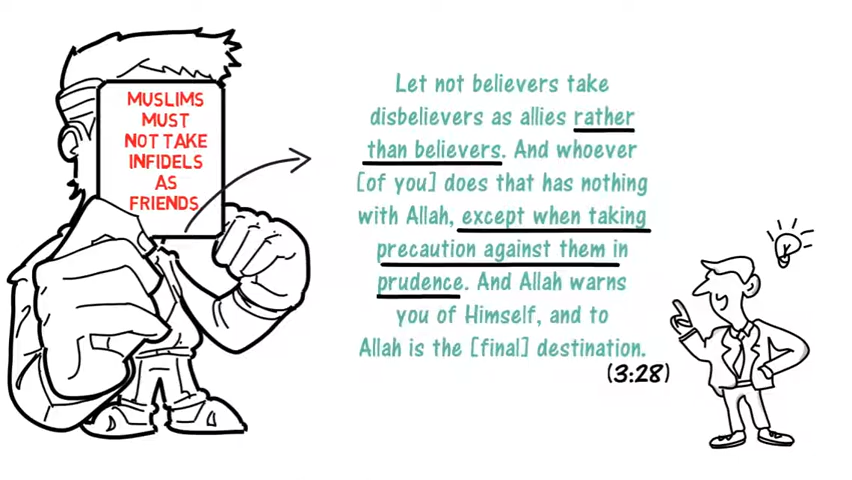 MUSLIMS
MUST
NOT TAKE
INFIDELS
AS
FRIENDS
Let not believers take
disbelievers as allies rather
than believers. And whoever
[of you] does that has nothing
with Allah, except when taking
precaution against them in
prudence. And Allah warns
you of Himself, and to
Allah is the [final] destination.
(3:28)